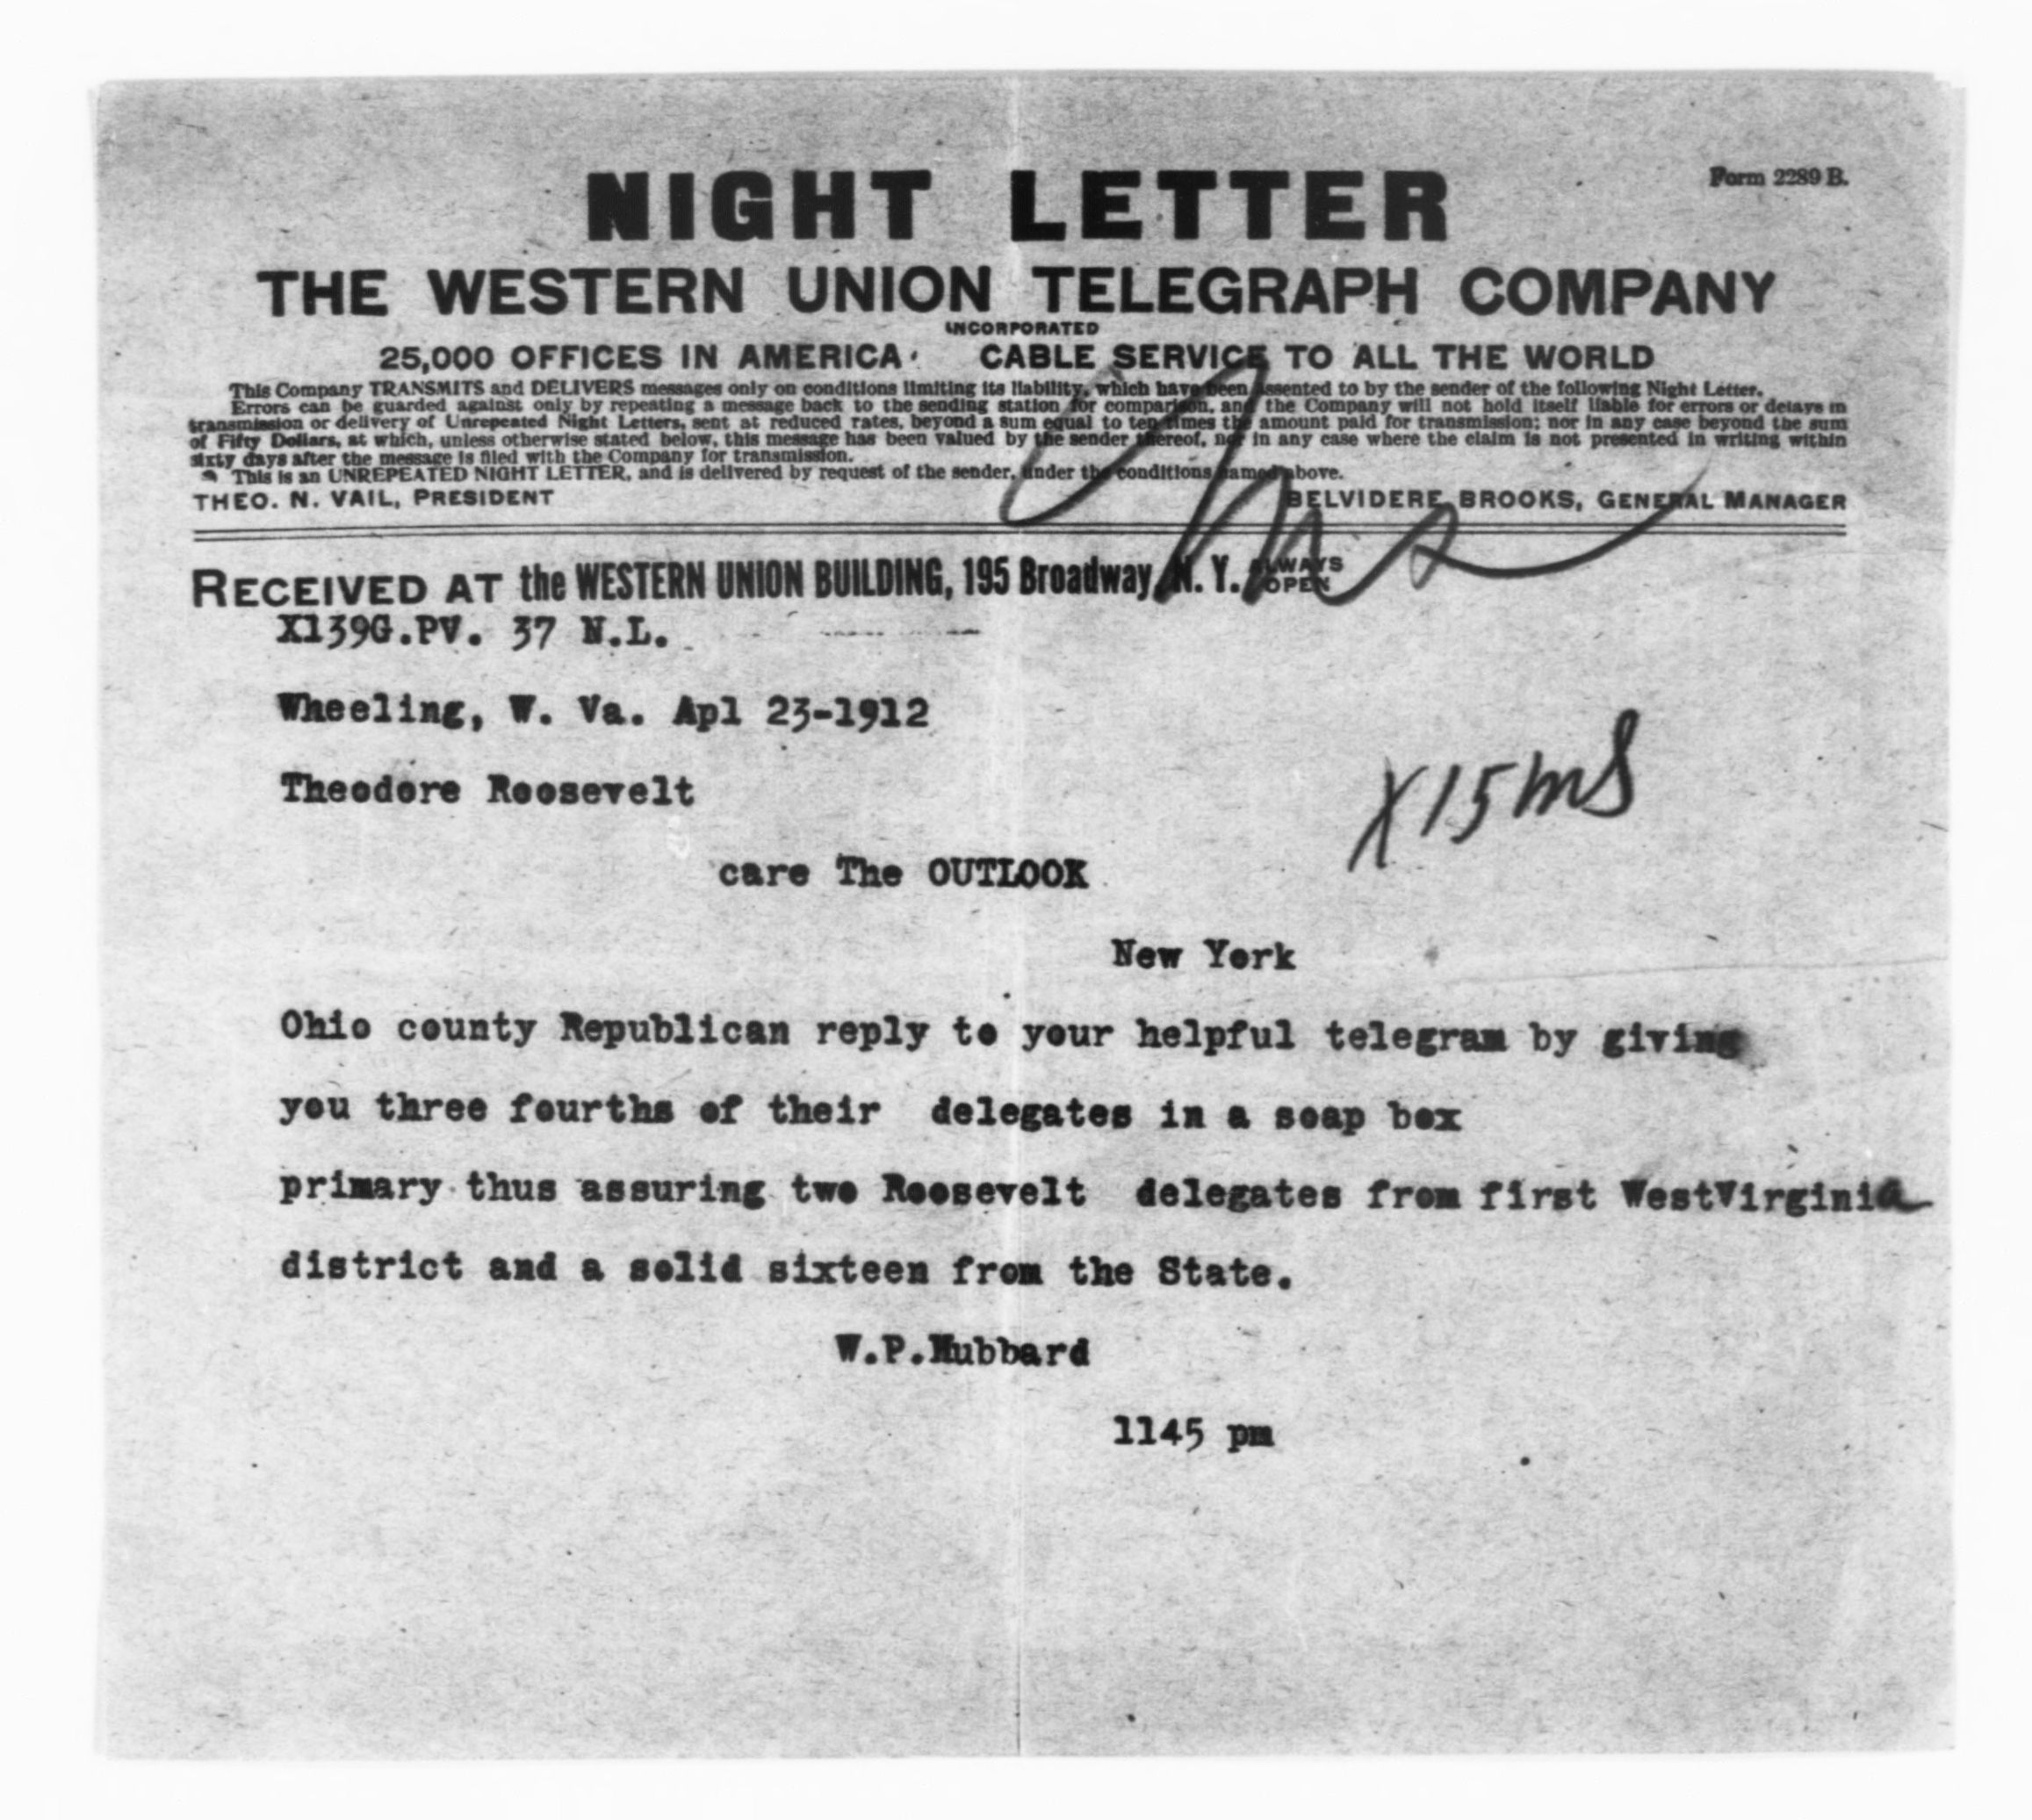 Form 2289 B.
NIGHT LETTER
THE WESTERN UNION TELEGRAPH COMPANY
INCORPORATED
25,000 OFFICES IN AMERICA. CABLE SERVICE TO ALL THE WORLD
This Company TRANSMITS and DELIVERS messages only on conditions limiting its liability, which have been assented to by the sender of the following Night Letter.
Errors can be guarded against only by repeating a message back to the sending station for comparison, and the Company will not hold itself liable for errors or delays in
transmission or delivery of Unrepeated Night Letters, sent at reduced rates, beyond a sum equal to ten times the amount paid for transmission; nor in any case beyond the sum
of Fifty Dollars, at which, unless otherwise stated below, this message has been valued by the sender thereof, nor in any case where the claim is not presented in writing within
sixty days after the message is filed with the Company for transmission.
This is an UNREPEATED NIGHT LETTER, and is delivered by request of the sender, under the conditions named above.
THEO. N. VAIL, PRESIDENT BELVIDERE BROOKS, GENERAL MANAGER
RECEIVED AT the WESTERN UNION BUILDING, 195 Broadway, N. Y. ALWAYS OPEN
X139G.PV. 37 N.L.
Wheeling, W. Va. Apl 23-1912
Theodore Roosevelt
X15mS
care The OUTLOOK
New York
Ohio county Republican reply to your helpful telegram by giving
you three fourths of their delegates in a soap box
primary thus assuring two Roosevelt delegates from first WestVirginia
district and a solid sixteen from the State.
W.P.Hubbard
1145 pm